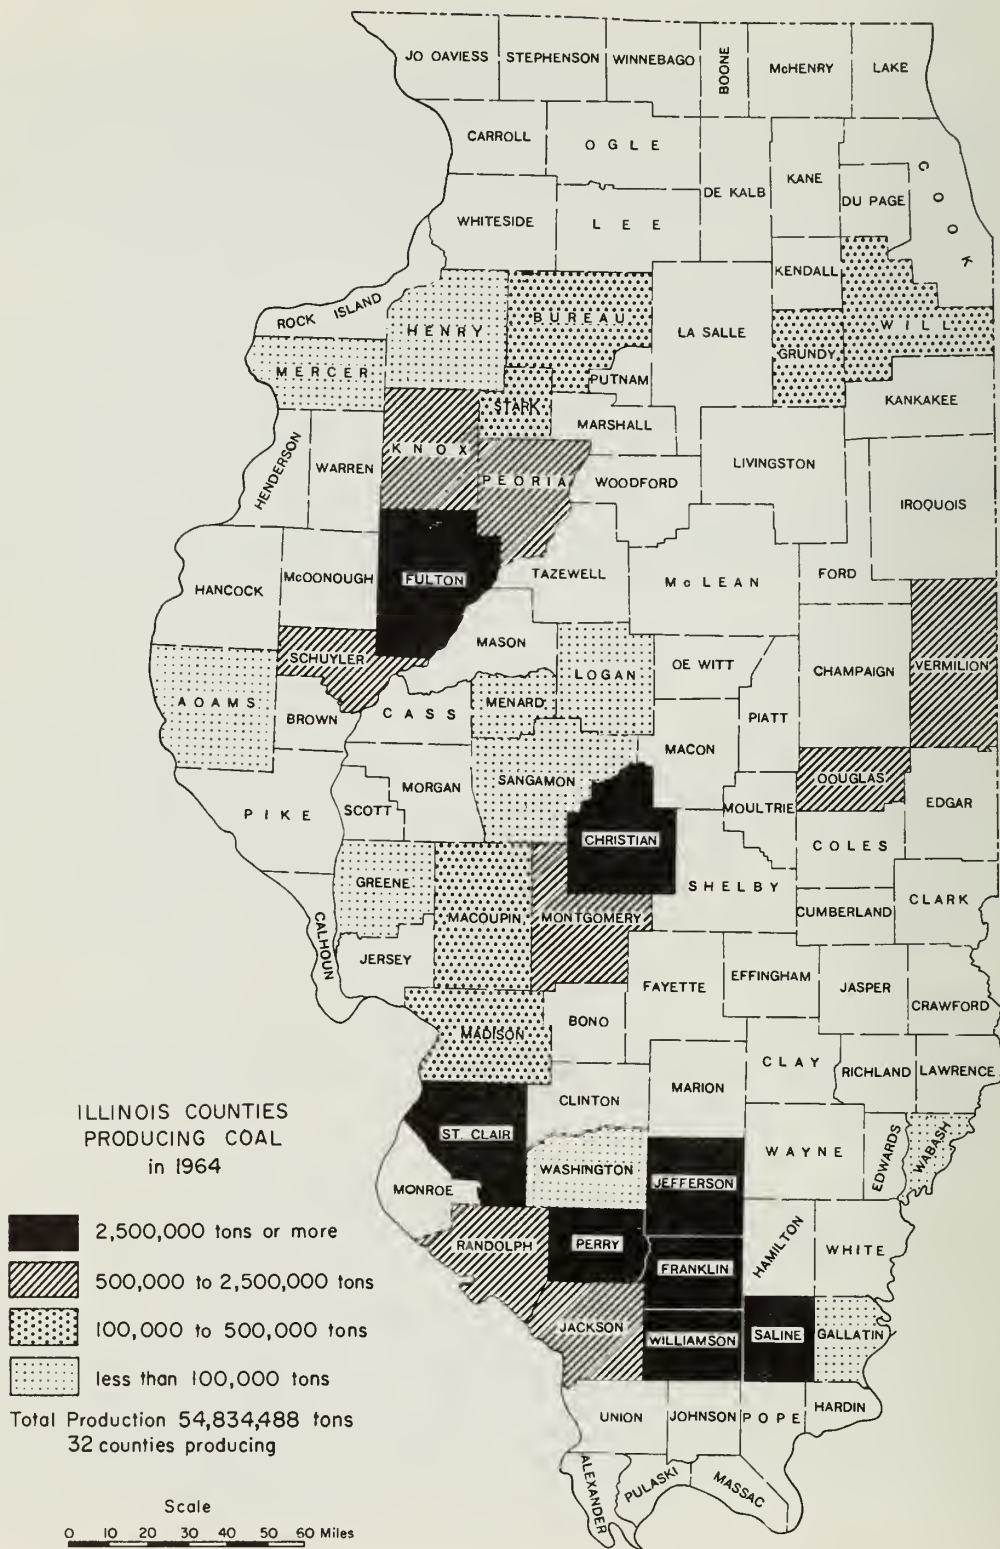 JO OAVIESS STEPHENSON WINNEBAGO BOONE McHENRY LAKE
CARROLL OGLE DE KALB KANE COOK
DU PAGE
WHITESIDE LEE
KENDALL
ROCK ISLAND HENRY BUREAU LA SALLE WILL
GRUNDY
MERCER PUTNAM
KANKAKEE
STARK
MARSHALL
HENDERSON WARREN KNOX PEORIA WOODFORD LIVINGSTON
IROQUOIS
HANCOCK McOONOUGH FULTON TAZEWELL McLEAN FORD
MASON
SCHUYLER OE WITT CHAMPAIGN VERMILION
LOGAN
ADAMS BROWN CASS MENARD PIATT
MACON
SANGAMON DOUGLAS
MORGAN
PIKE SCOTT MOULTRIE EDGAR
CHRISTIAN COLES
GREENE SHELBY
MACOUPIN MONTGOMERY CUMBERLAND CLARK
CALHOUN JERSEY
FAYETTE EFFINGHAM JASPER CRAWFORD
BONO
MADISON
CLAY RICHLAND LAWRENCE
CLINTON MARION
ST. CLAIR
WASHINGTON JEFFERSON WAYNE EDWARDS WABASH
MONROE
RANDOLPH PERRY FRANKLIN HAMILTON WHITE
JACKSON WILLIAMSON SALINE GALLATIN
UNION JOHNSON POPE HARDIN
ALEXANDER PULASKI MASSAC
ILLINOIS COUNTIES
PRODUCING COAL
in 1964
2,500,000 tons or more
500,000 to 2,500,000 tons
100,000 to 500,000 tons
less than 100,000 tons
Total Production 54,834,488 tons
32 counties producing
Scale
0 10 20 30 40 50 60 Miles